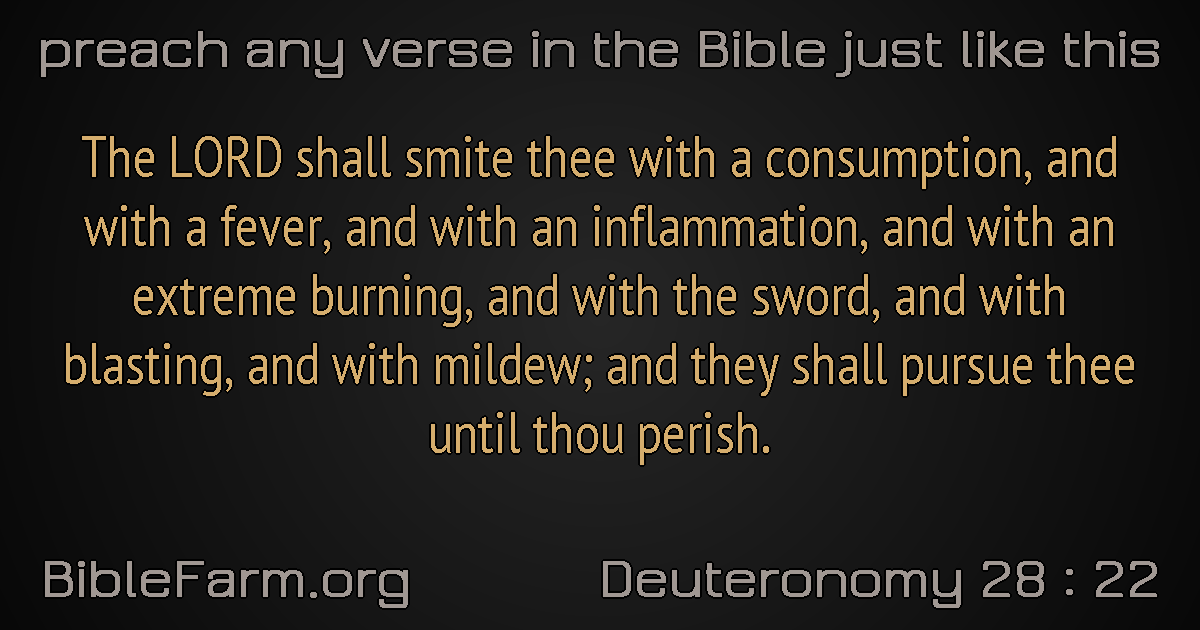 preach any verse in the Bible just like this
The LORD shall smite thee with a consumption, and
with a fever, and with an inflammation, and with an
extreme burning, and with the sword, and with
blasting, and with mildew; and they shall pursue thee
until thou perish.
BibleFarm.org
Deuteronomy 28 : 22